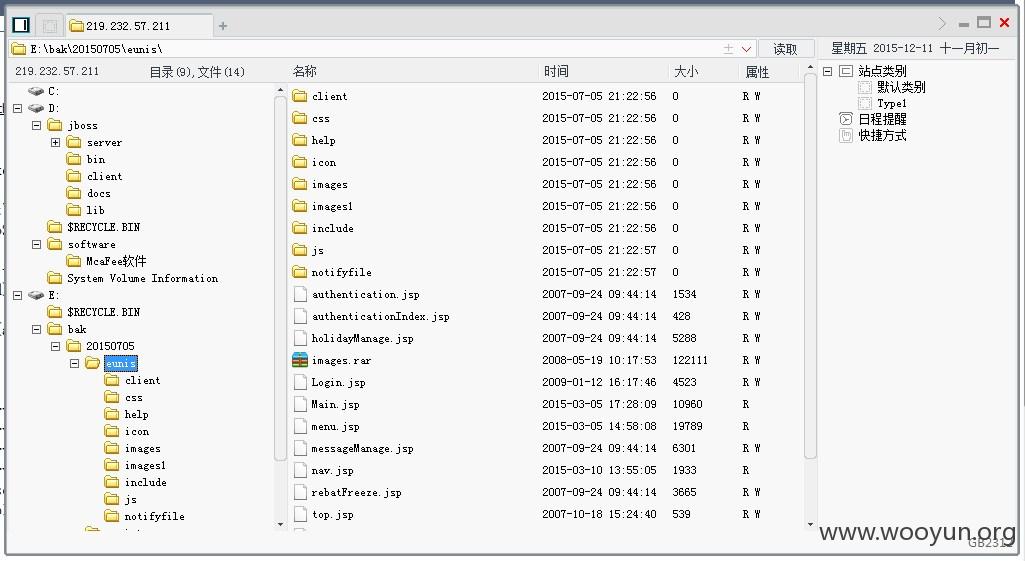 219.232.57.211
E:\bak\20150705\eunis\
读取
星期五 2015-12-11 十一月初一
219.232.57.211 目录(9),文件(14)
名称 时间 大小 属性
C:
D:
jboss
server
bin
client
docs
lib
$RECYCLE.BIN
software
McAfee软件
System Volume Information
E:
$RECYCLE.BIN
bak
20150705
eunis
client
css
help
icon
images
images1
include
js
notifyfile
client 2015-07-05 21:22:56 0 R W
css 2015-07-05 21:22:56 0 R W
help 2015-07-05 21:22:56 0 R W
icon 2015-07-05 21:22:56 0 R W
images 2015-07-05 21:22:56 0 R W
images1 2015-07-05 21:22:56 0 R W
include 2015-07-05 21:22:56 0 R W
js 2015-07-05 21:22:57 0 R W
notifyfile 2015-07-05 21:22:57 0 R W
authentication.jsp 2007-09-24 09:44:14 1534 R W
authenticationIndex.jsp 2007-09-24 09:44:14 428 R W
holidayManage.jsp 2007-09-24 09:44:14 5288 R W
images.rar 2008-05-19 10:17:53 122111 R W
Login.jsp 2009-01-12 16:17:46 4523 R W
Main.jsp 2015-03-05 17:28:09 10960 R
menu.jsp 2015-03-05 14:58:08 19789 R
messageManage.jsp 2007-09-24 09:44:14 6301 R W
nav.jsp 2015-03-10 13:55:05 1933 R
rebatFreeze.jsp 2007-09-24 09:44:14 3665 R W
top.jsp 2007-10-18 15:24:40 539 R W
站点类别
默认类别
Type1
日程提醒
快捷方式
www.wooyun.org
GB2312